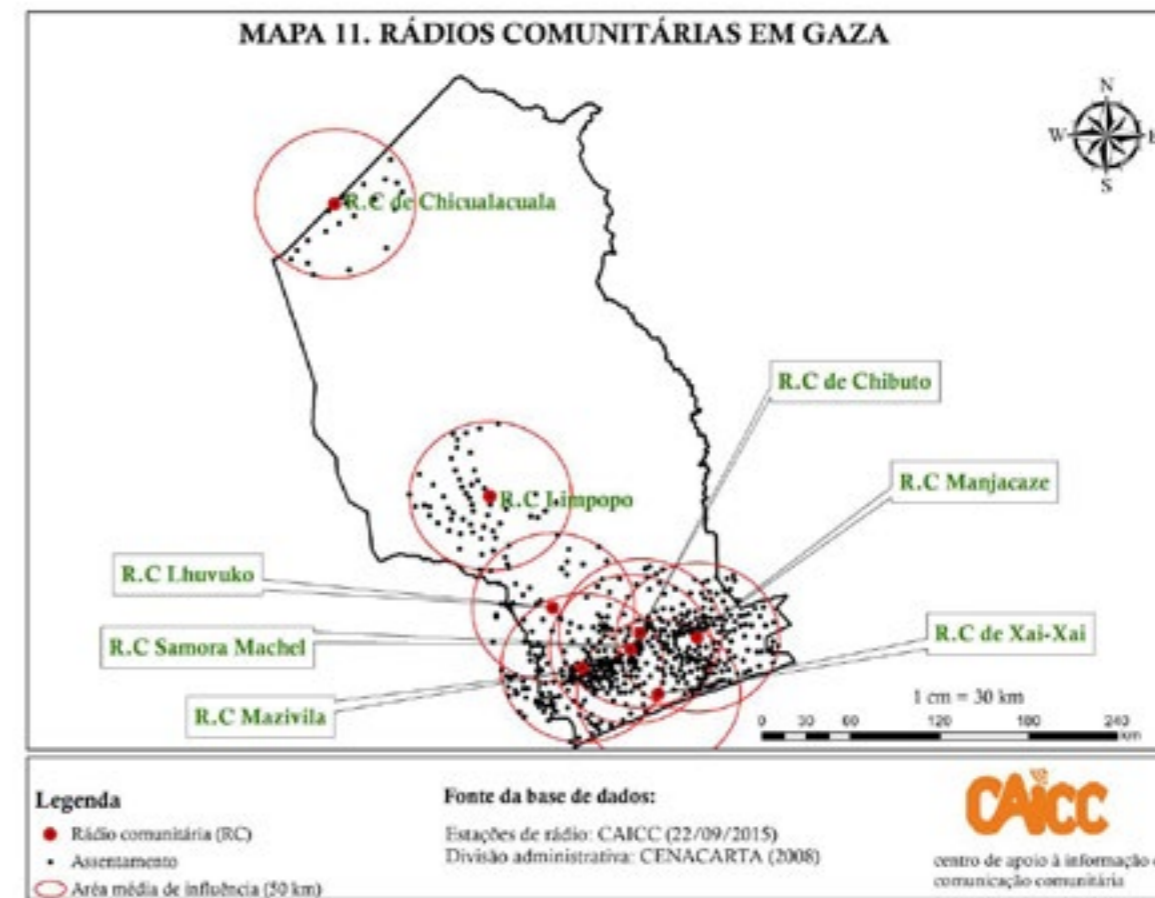 MAPA 11. RÁDIOS COMUNITÁRIAS EM GAZA
N
W
E
S
R.C de Chicualacuala
R.C de Chibuto
R.C Limpopo
R.C Manjacaze
R.C Lhuvuko
R.C Samora Machel
R.C de Xai-Xai
R.C Mazivila
1 cm = 30 km
0 30 60 120 180 240
km
Legenda
Rádio comunitária (RC)
Assentamento
Aréa média de influência (50 km)
Fonte da base de dados:
Estações de rádio: CAICC (22/09/2015)
Divisão administrativa: CENACARTA (2008)
CAICC
centro de apoio à informação e
comunicação comunitária